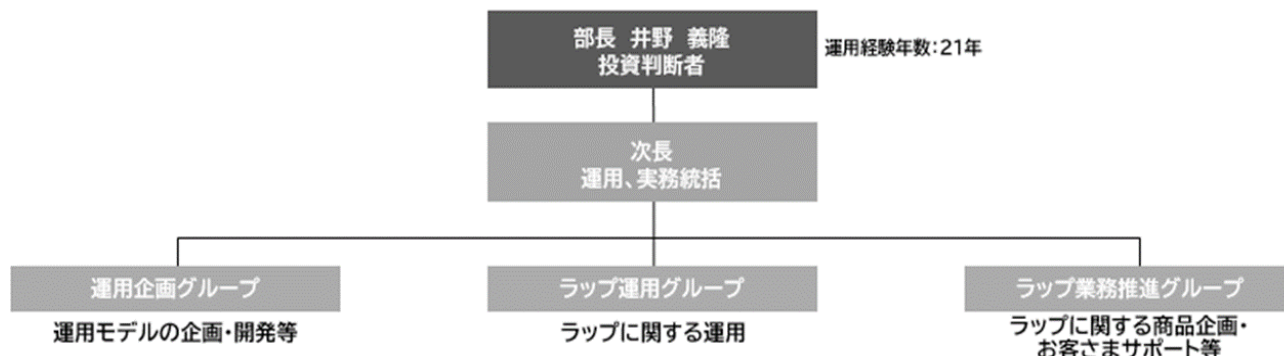 部長　井野　義隆
投資判断者
運用経験年数：21年
次長
運用、実務統括
運用企画グループ
ラップ運用グループ
ラップ業務推進グループ
運用モデルの企画・開発等
ラップに関する運用
ラップに関する商品企画・
お客さまサポート等